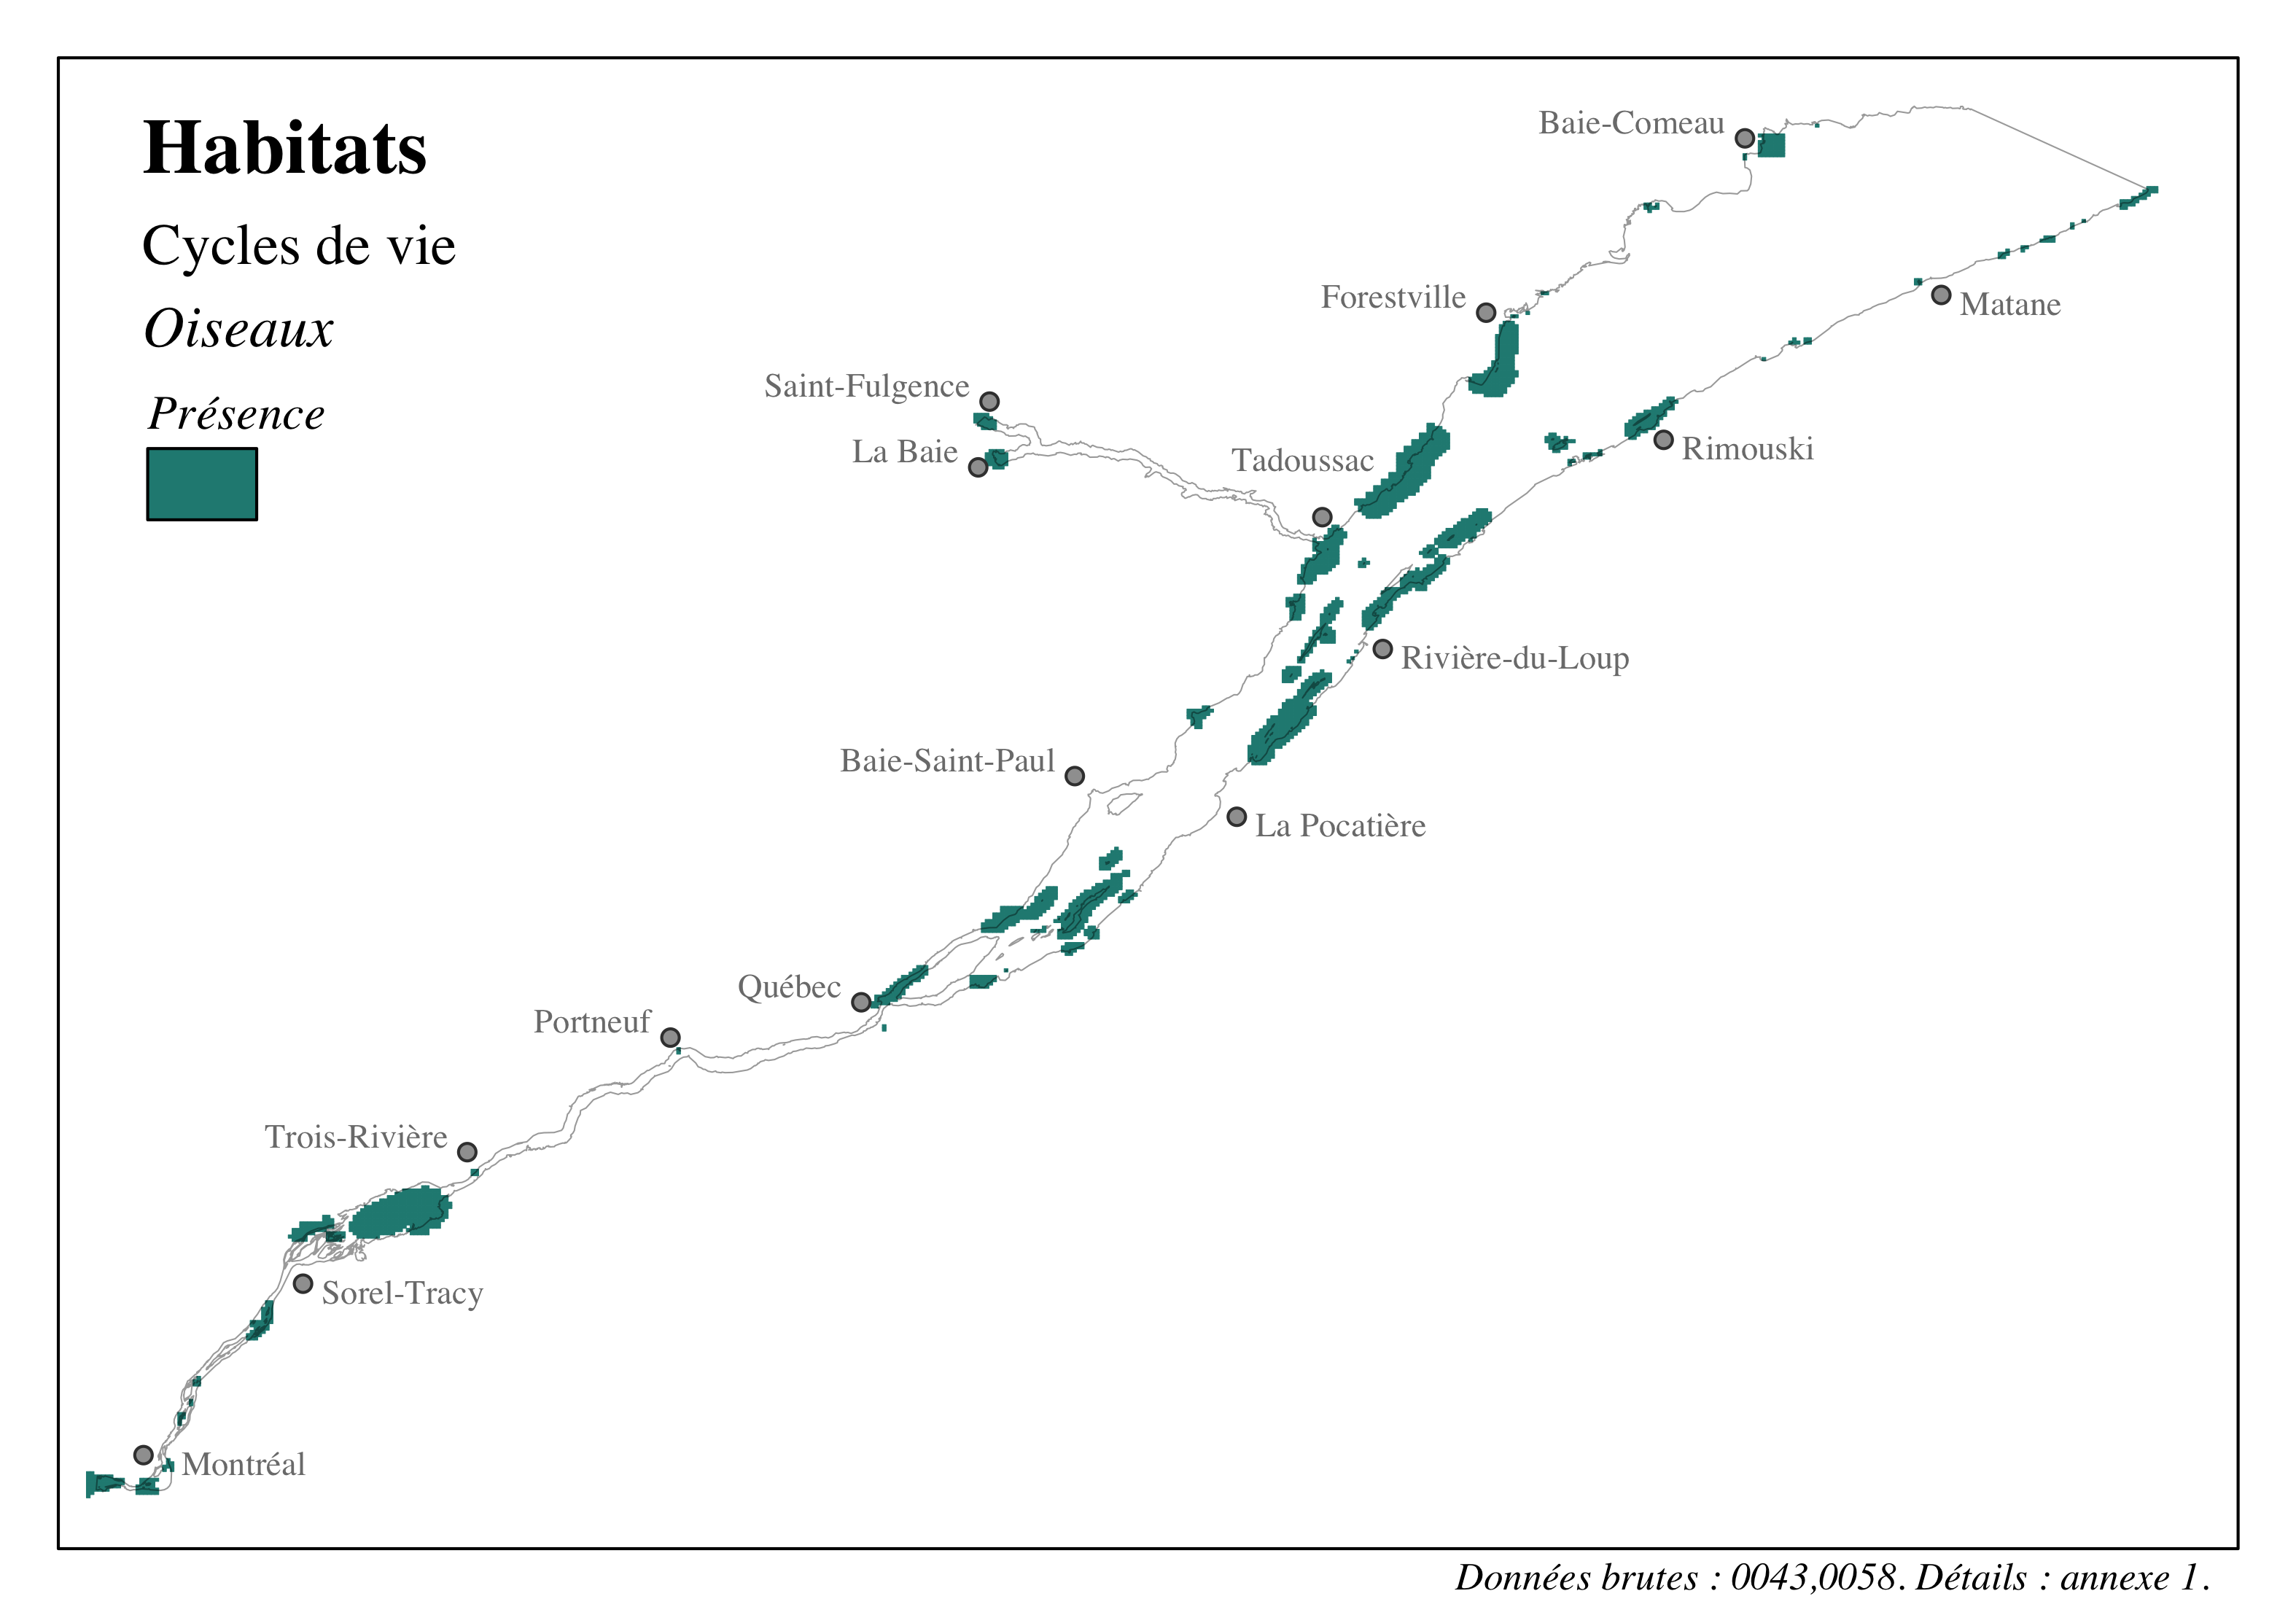 Habitats
Cycles de vie
Oiseaux
Présence
Baie-Comeau
Forestville
Matane
Saint-Fulgence
La Baie
Tadoussac
Rimouski
Rivière-du-Loup
Baie-Saint-Paul
La Pocatière
Québec
Portneuf
Trois-Rivière
Sorel-Tracy
Montréal
Données brutes : 0043,0058. Détails : annexe 1.